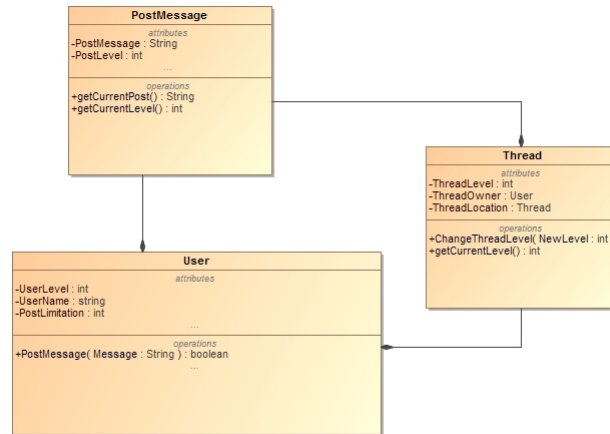 PostMessage
attributes
-PostMessage : String
-PostLevel : int
...
operations
+getCurrentPost() : String
+getCurrentLevel() : int
Thread
attributes
-ThreadLevel : int
-ThreadOwner : User
-ThreadLocation : Thread
operations
+ChangeThreadLevel( NewLevel : int
+getCurrentLevel() : int
User
attributes
-UserLevel : int
-UserName : string
-PostLimitation : int
...
operations
+PostMessage( Message : String ) : boolean
...